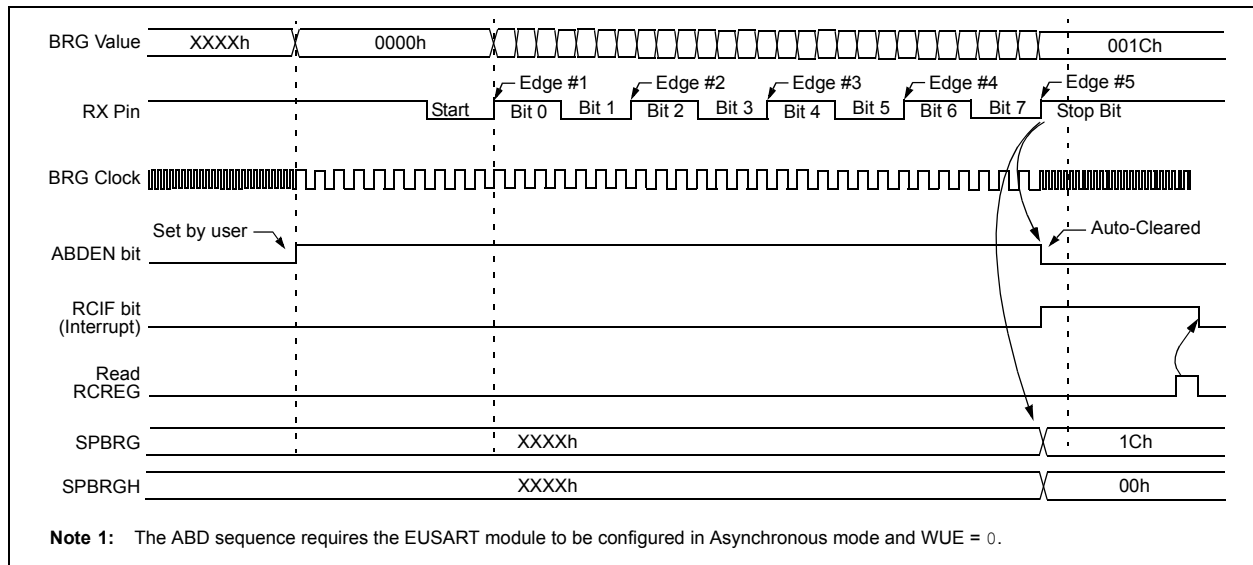 BRG Value XXXXh 0000h 001Ch
Edge #1 Edge #2 Edge #3 Edge #4 Edge #5
RX Pin Start Bit 0 Bit 1 Bit 2 Bit 3 Bit 4 Bit 5 Bit 6 Bit 7 Stop Bit
BRG Clock
Set by user Auto-Cleared
ABDEN bit
RCIF bit
(Interrupt)
Read
RCREG
SPBRG XXXXh 1Ch
SPBRGH XXXXh 00h
Note 1: The ABD sequence requires the EUSART module to be configured in Asynchronous mode and WUE = 0.